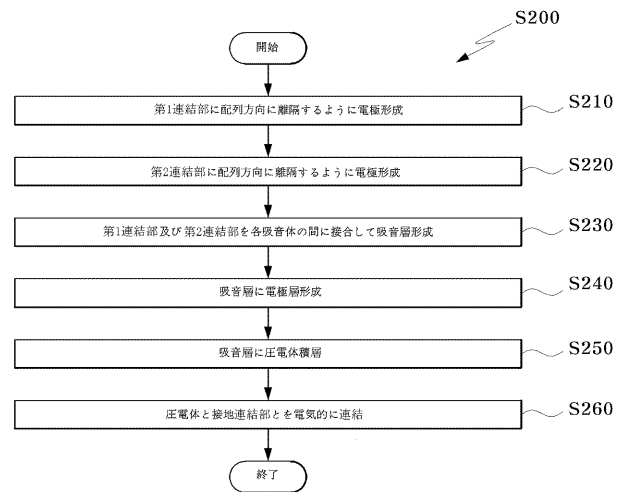 S200
開始
第1連結部に配列方向に離隔するように電極形成
S210
第2連結部に配列方向に離隔するように電極形成
S220
第1連結部及び第2連結部を各吸音体の間に接合して吸音層形成
S230
吸音層に電極層形成
S240
吸音層に圧電体積層
S250
圧電体と接地連結部とを電気的に連結
S260
終了